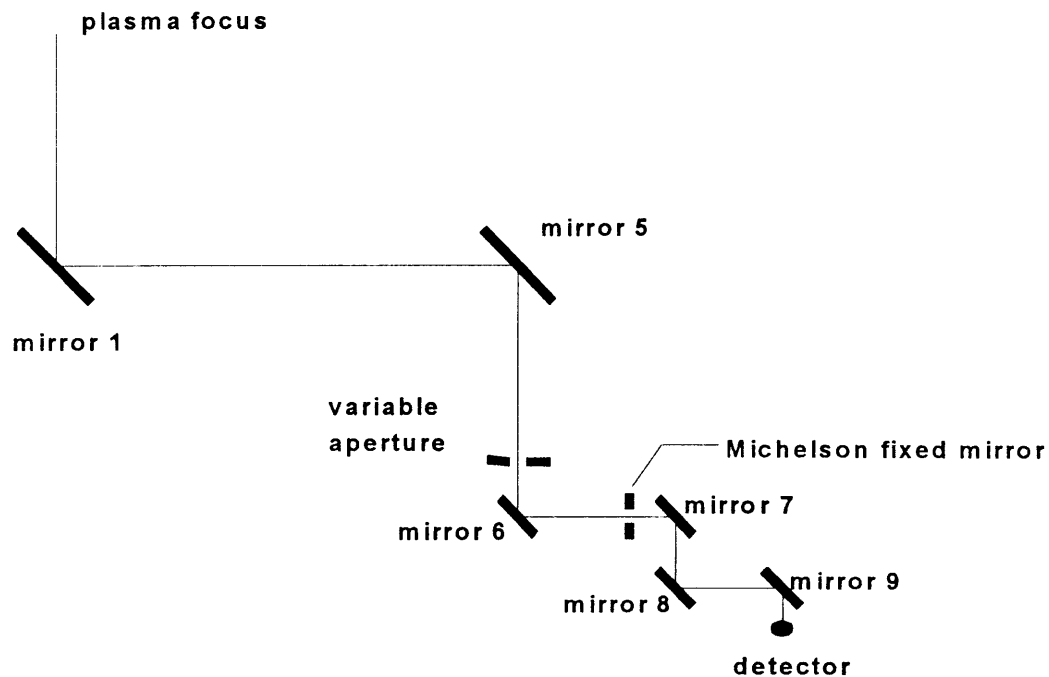 plasma focus
mirror 5
mirror 1
variable
aperture
Michelson fixed mirror
mirror 7
mirror 6
mirror 9
mirror 8
detector